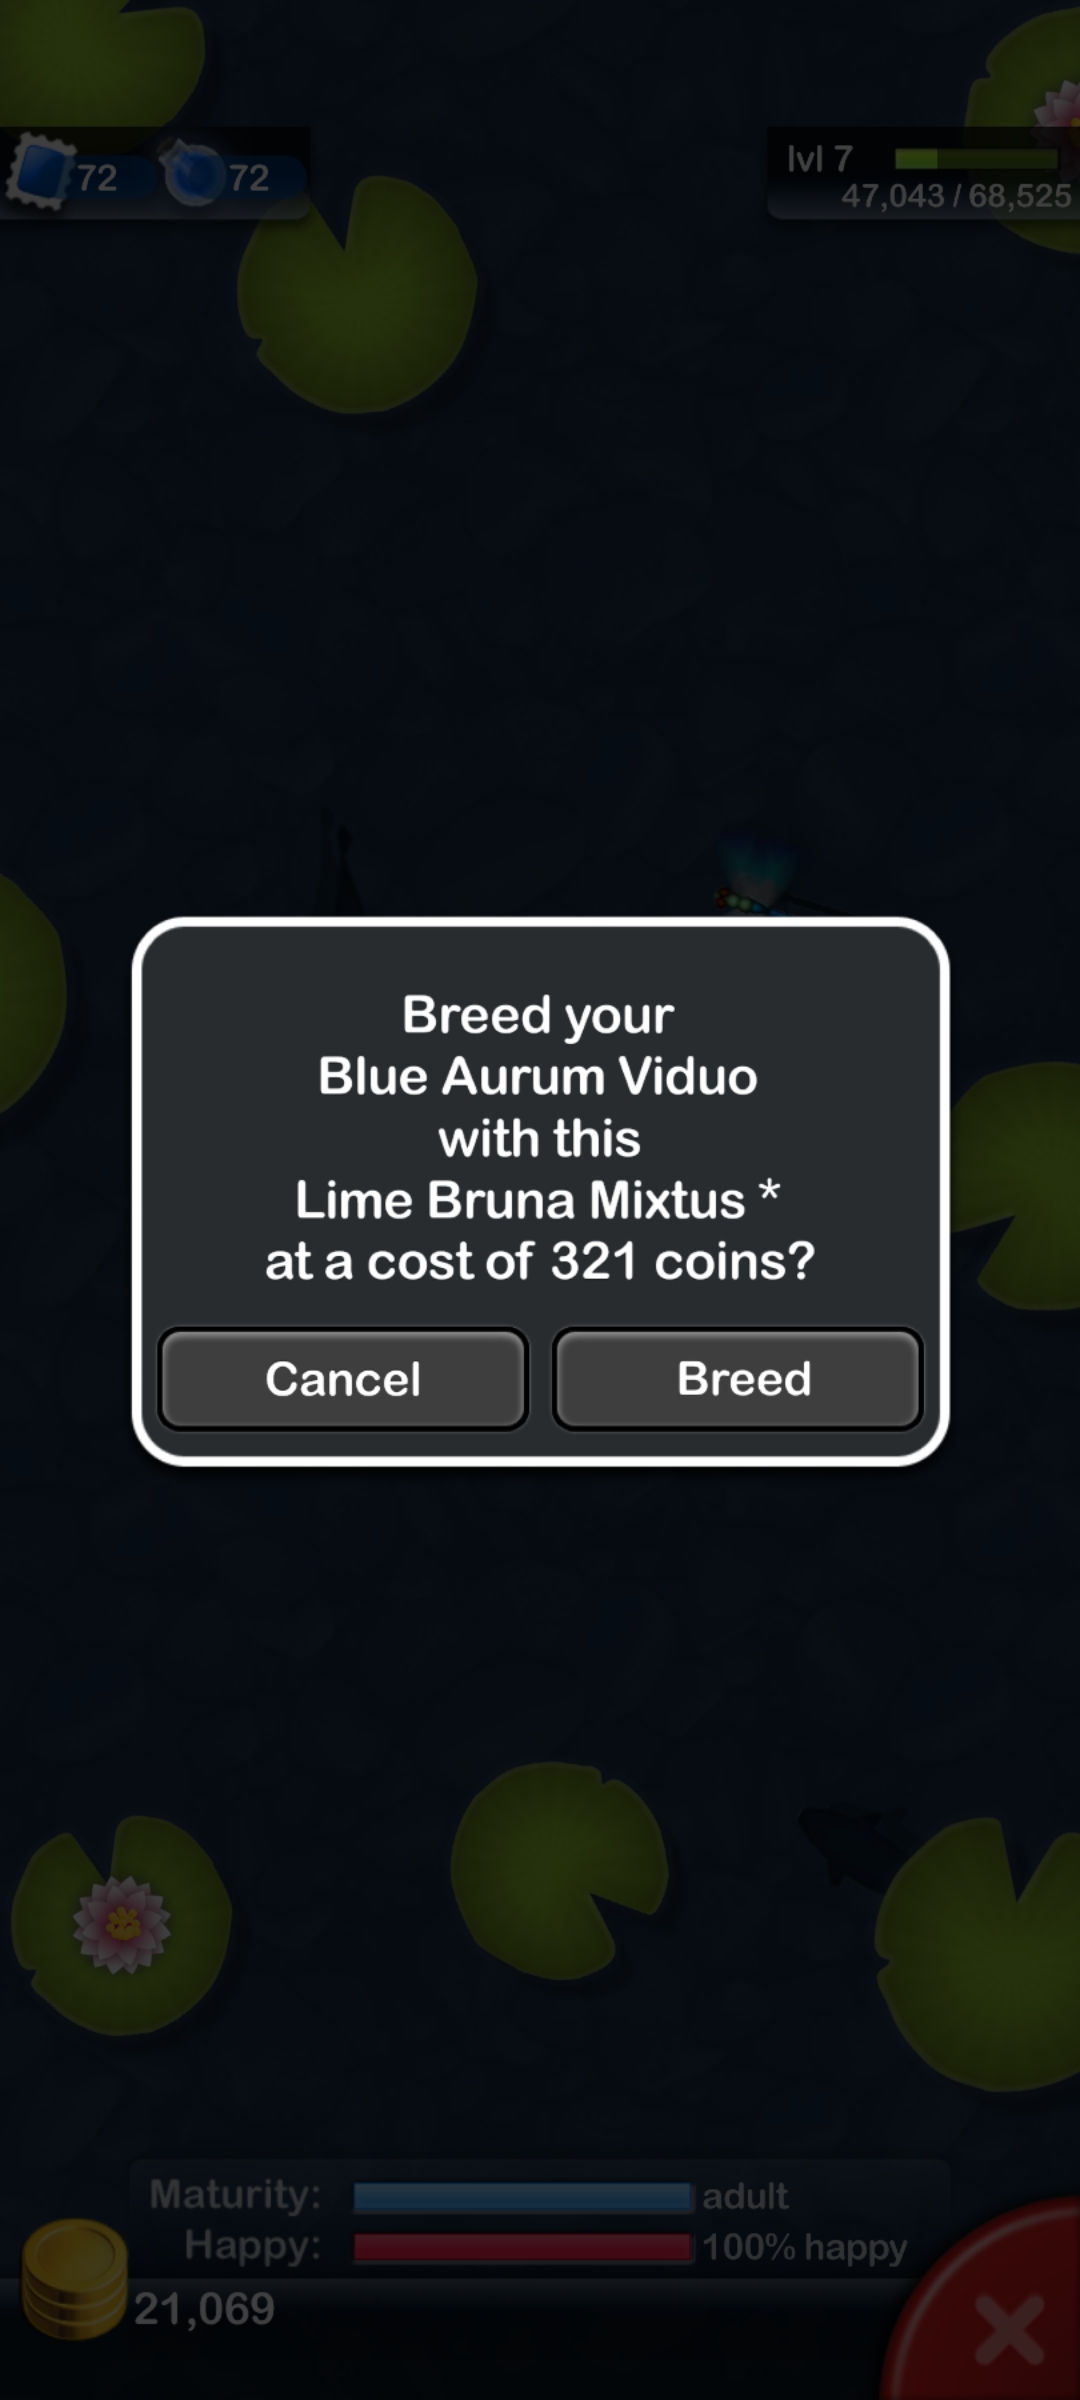 72
72
lvl 7
47,043 / 68,525
Breed your
Blue Aurum Viduo
with this
Lime Bruna Mixtus *
at a cost of 321 coins?
Cancel
Breed
Maturity:
adult
Happy:
100% happy
21,069